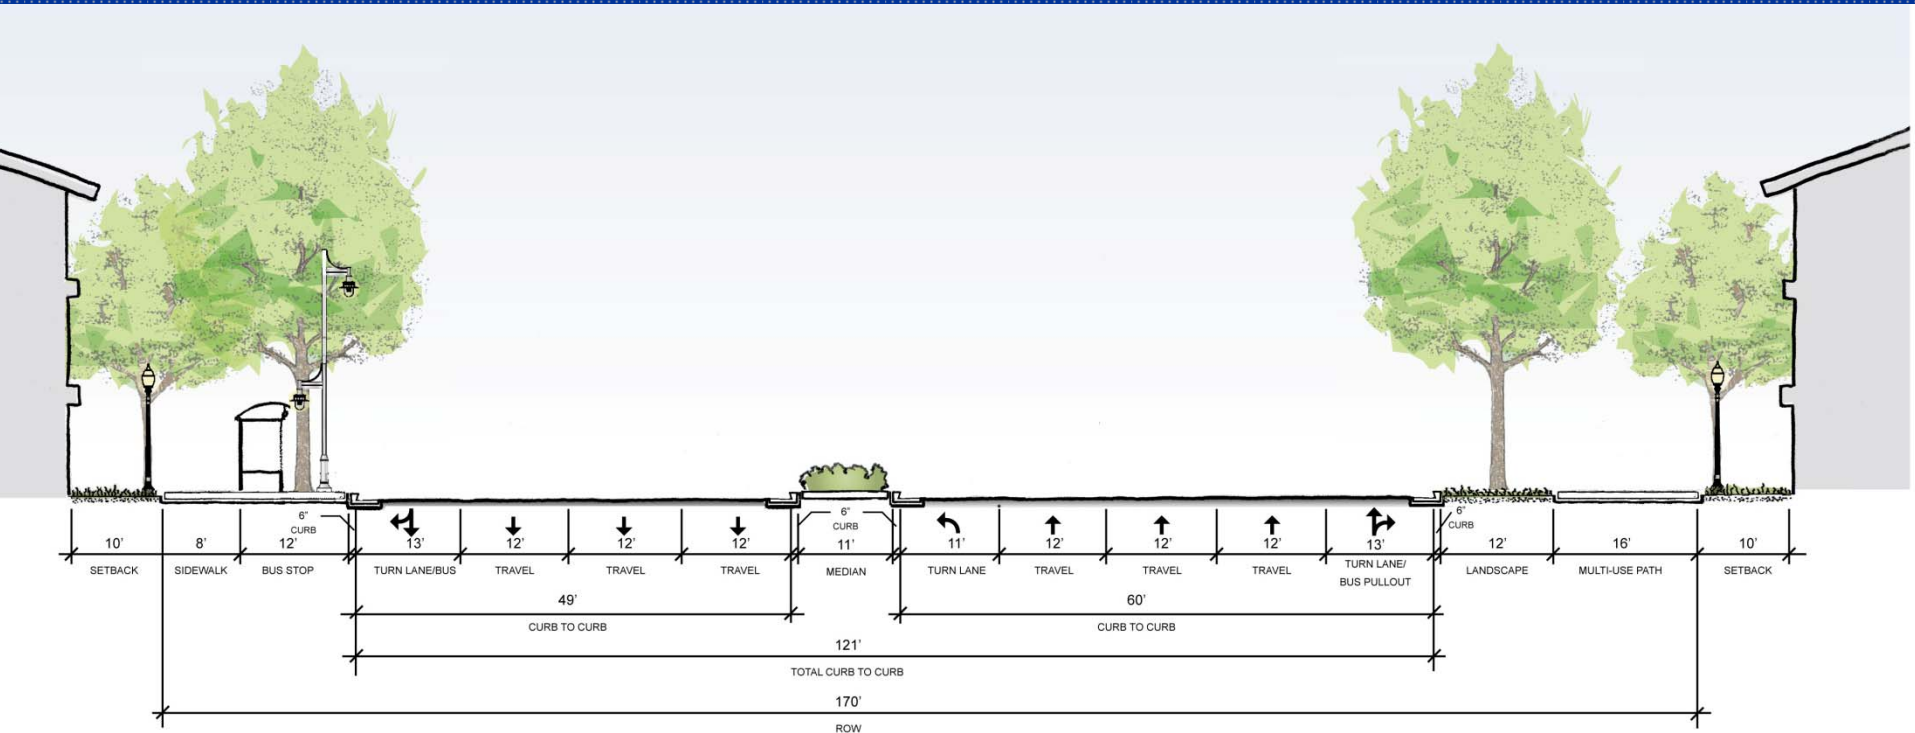 6"
CURB
6"
CURB
6"
CURB
10' 8' 12' 13' 12' 12' 12' 11' 11' 12' 12' 12' 13' 12' 16' 10'
SETBACK SIDEWALK BUS STOP TURN LANE/BUS TRAVEL TRAVEL TRAVEL MEDIAN TURN LANE TRAVEL TRAVEL TRAVEL TURN LANE/ LANDSCAPE MULTI-USE PATH SETBACK
BUS PULLOUT
49' 60'
CURB TO CURB CURB TO CURB
121'
TOTAL CURB TO CURB
170'
ROW